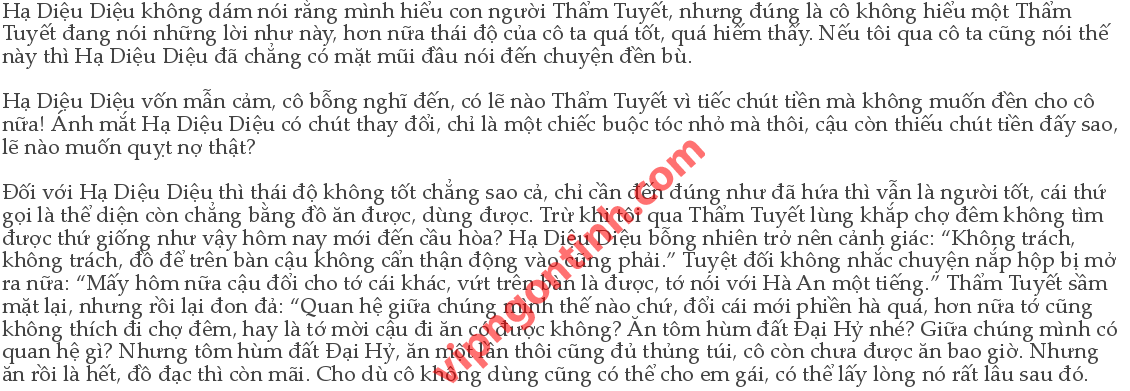 Hạ Diệu Diệu không dám nói rằng mình hiểu con người Thẩm Tuyết, nhưng đúng là cô không hiểu một Thẩm
Tuyết đang nói những lời như này, hơn nữa thái độ của cô ta quá tốt, quá hiếm thấy. Nếu tôi qua cô ta cũng nói thế
này thì Hạ Diệu Diệu đã chẳng có mặt mũi đâu nói đến chuyện đền bù.

Hạ Diệu Diệu vốn mẫn cảm, cô bỗng nghĩ đến, có lẽ nào Thẩm Tuyết vì tiếc chút tiền mà không muốn đền cho cô
nữa! Ánh mắt Hạ Diệu Diệu có chút thay đổi, chỉ là một chiếc buộc tóc nhỏ mà thôi, cậu còn thiếu chút tiền đấy sao,
lẽ nào muốn quỵt nợ thật?

Đối với Hạ Diệu Diệu thì thái độ không tốt chẳng sao cả, chỉ cần đền đúng như đã hứa thì vẫn là người tốt, cái thứ
gọi là thể diện còn chẳng bằng đồ ăn được, dùng được. Trừ khi tôi qua Thẩm Tuyết lùng khắp chợ đêm không tìm
được thứ giống như vậy hôm nay mới đến cầu hòa? Hạ Diệu Diệu bỗng nhiên trở nên cảnh giác: “Không trách,
không trách, đồ để trên bàn cậu không cẩn thận động vào cũng phải.” Tuyệt đối không nhắc chuyện nắp hộp bị mở
ra nữa: “Mấy hôm nữa cậu đổi cho tớ cái khác, vứt trên bàn là được, tớ nói với Hà An một tiếng.” Thẩm Tuyết sầm
mặt lại, nhưng rồi lại đon đả: “Quan hệ giữa chúng mình thế nào chứ, đổi cái mới phiền hà quá, hơn nữa tớ cũng
không thích đi chợ đêm, hay là tớ mời cậu đi ăn có được không? Ăn tôm hùm đất Đại Hỷ nhé? Giữa chúng mình có
quan hệ gì? Nhưng tôm hùm đất Đại Hỷ, ăn một lần thôi cũng đủ thủng túi, cô còn chưa được ăn bao giờ. Nhưng
ăn rồi là hết, đồ đạc thì còn mãi. Cho dù cô không dùng cũng có thể cho em gái, có thể lấy lòng nó rất lâu sau đó.
vipngontinh.com